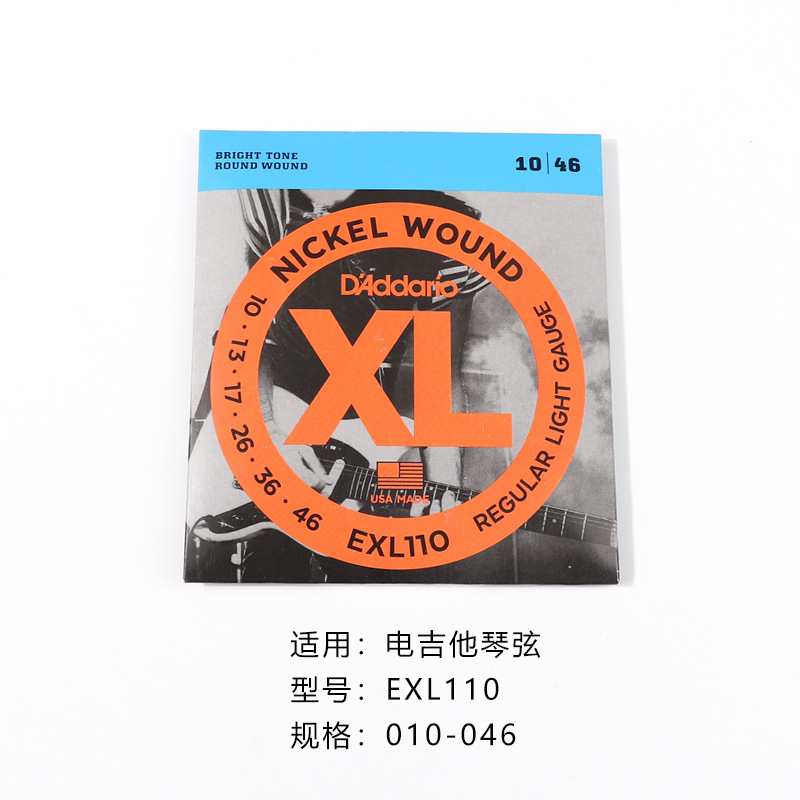 BRIGHT TONE
ROUND WOUND
10|46
NICKEL WOUND
D'Addario
XL
USA MADE
10 · 13 · 17 · 26 · 36 · 46
EXL110
REGULAR LIGHT GAUGE
适用：电吉他琴弦
型号：EXL110
规格：010-046